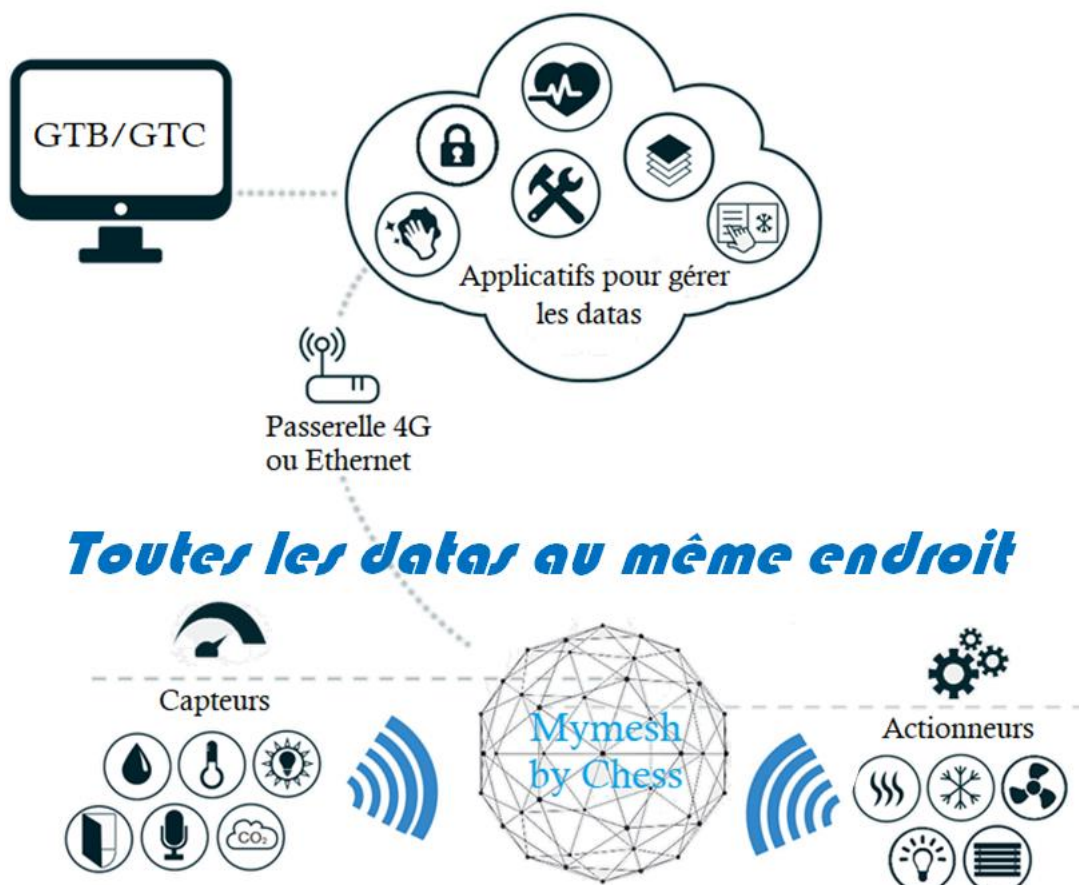 GTB/GTC
Applicatifs pour gérer
les datas
Passerelle 4G
ou Ethernet
Toutes les datas au même endroit
Capteurs
Mymesh
by Chess
Actionneurs
CO₂